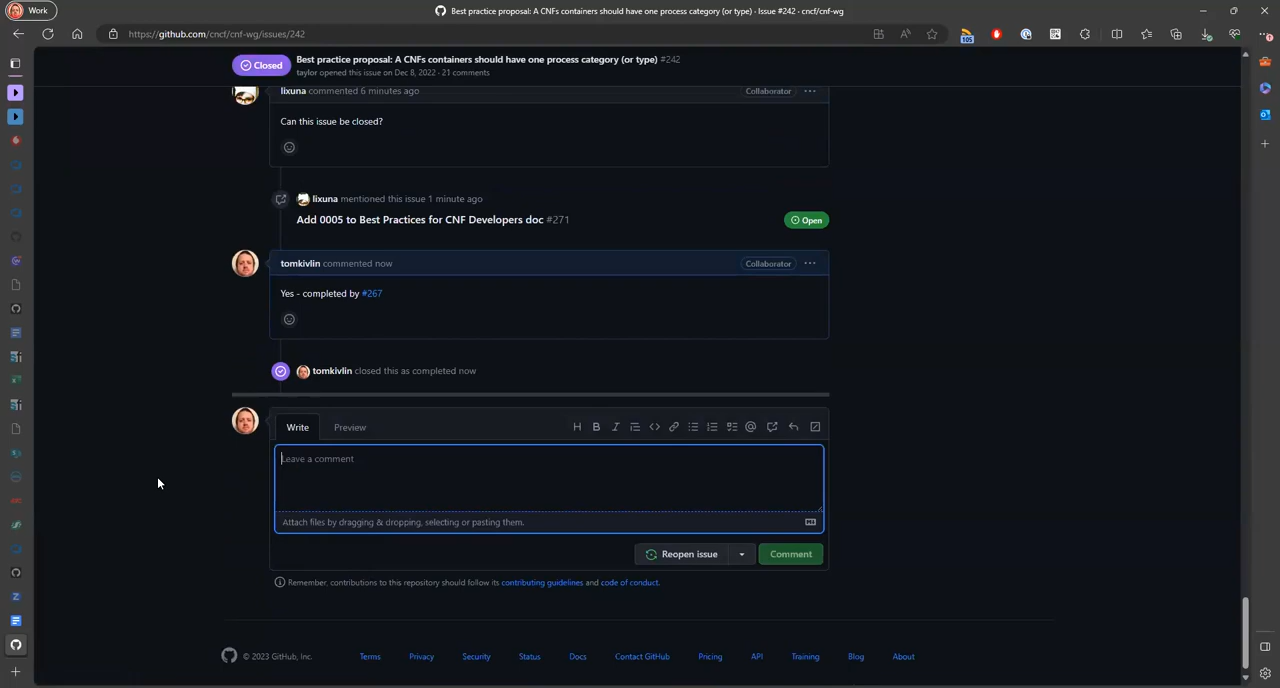 Work
Best practice proposal: A CNFs containers should have one process category (or type) · Issue #242 · cncf/cnf-wg
https://github.com/cncf/cnf-wg/issues/242
105
Closed
Best practice proposal: A CNFs containers should have one process category (or type) #242
taylor opened this issue on Dec 8, 2022 · 21 comments
lixuna commented 6 minutes ago
Collaborator
Can this issue be closed?
lixuna mentioned this issue 1 minute ago
Add 0005 to Best Practices for CNF Developers doc #271
Open
tomkivlin commented now
Collaborator
Yes - completed by #267
tomkivlin closed this as completed now
Write
Preview
Leave a comment
Attach files by dragging & dropping, selecting or pasting them.
Reopen issue
Comment
Remember, contributions to this repository should follow its contributing guidelines and code of conduct.
© 2023 GitHub, Inc.
Terms
Privacy
Security
Status
Docs
Contact GitHub
Pricing
API
Training
Blog
About